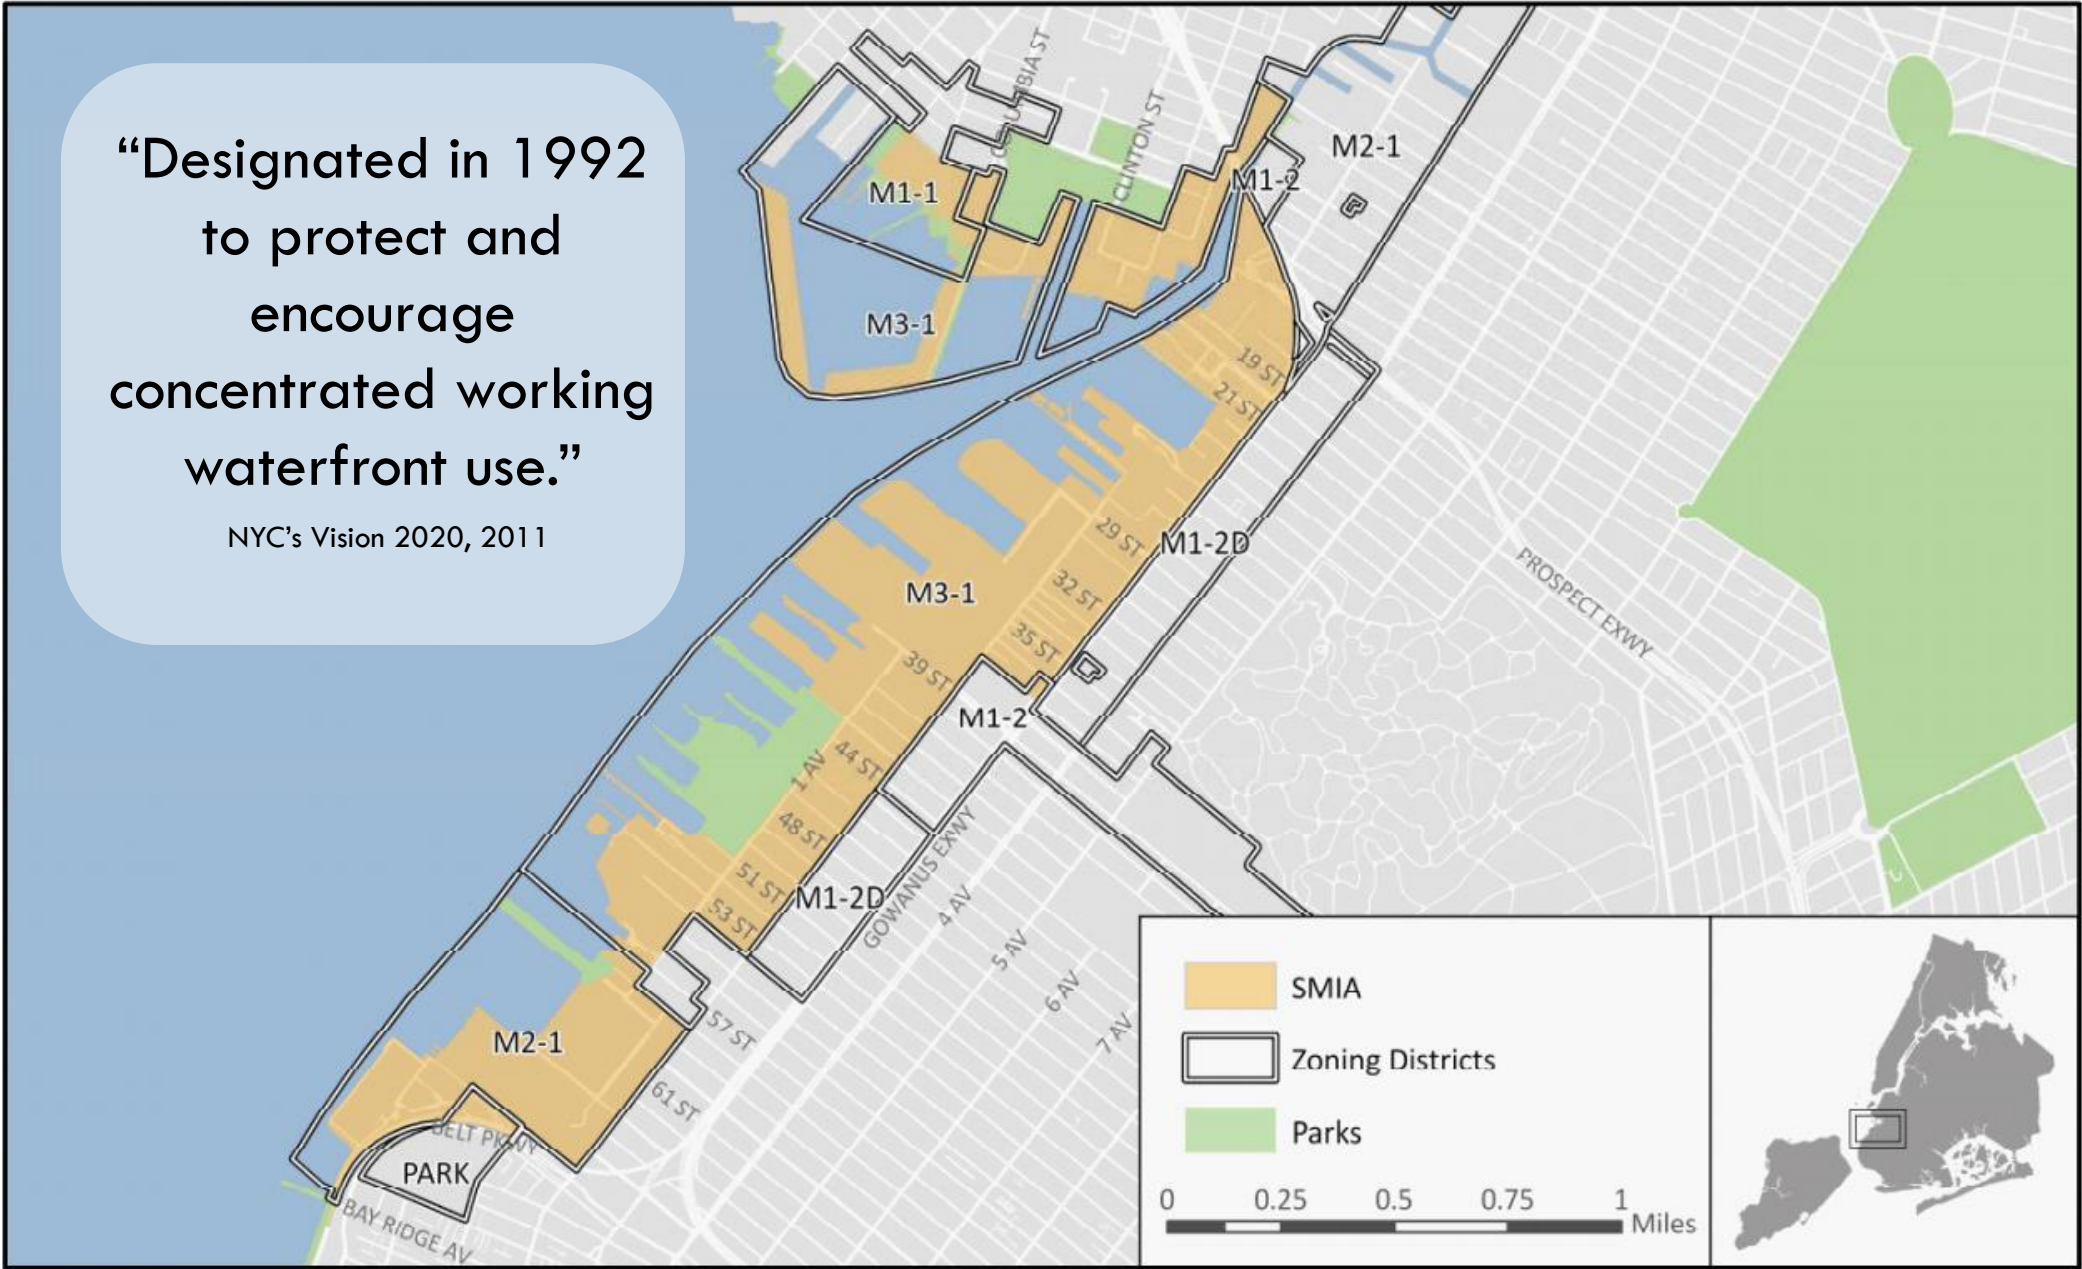 “Designated in 1992
to protect and
encourage
concentrated working
waterfront use.”
NYC’s Vision 2020, 2011
COLUMBIA ST
CLINTON ST
M2-1
M1-2
M1-1
M3-1
19 ST
21 ST
29 ST
M1-2D
32 ST
M3-1
35 ST
39 ST
PROSPECT EXWY
M1-2
1 AV
44 ST
48 ST
51 ST
M1-2D
53 ST
GOWANUS EXWY
4 AV
5 AV
6 AV
7 AV
57 ST
M2-1
61 ST
BELT PKWY
PARK
BAY RIDGE AV
SMIA
Zoning Districts
Parks
0 0.25 0.5 0.75 1
Miles